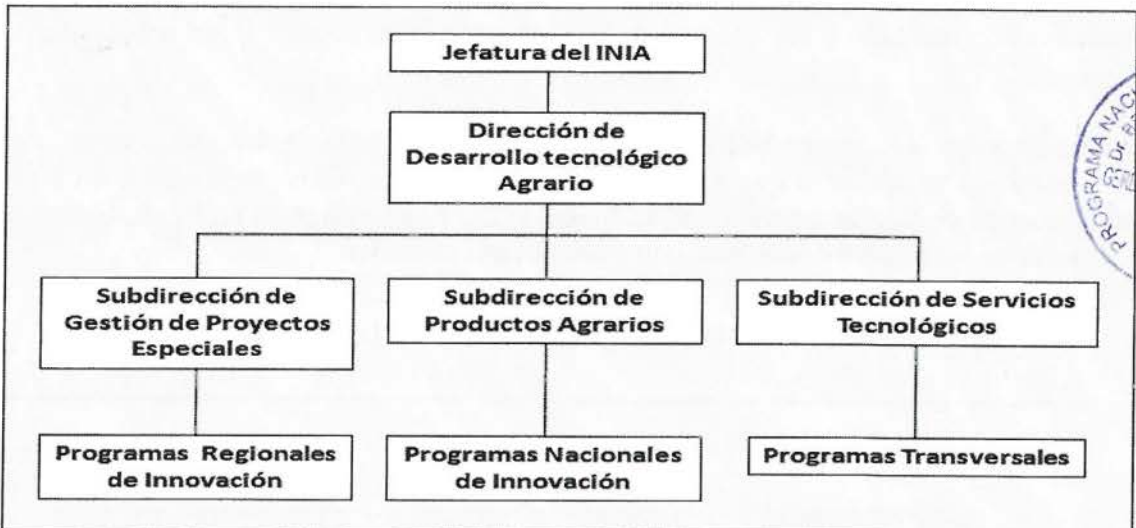 Jefatura del INIA
Dirección de
Desarrollo tecnológico
Agrario
Subdirección de
Gestión de Proyectos
Especiales
Subdirección de
Productos Agrarios
Subdirección de Servicios
Tecnológicos
Programas Regionales
de Innovación
Programas Nacionales
de Innovación
Programas Transversales
PROGRAMA
Dr.